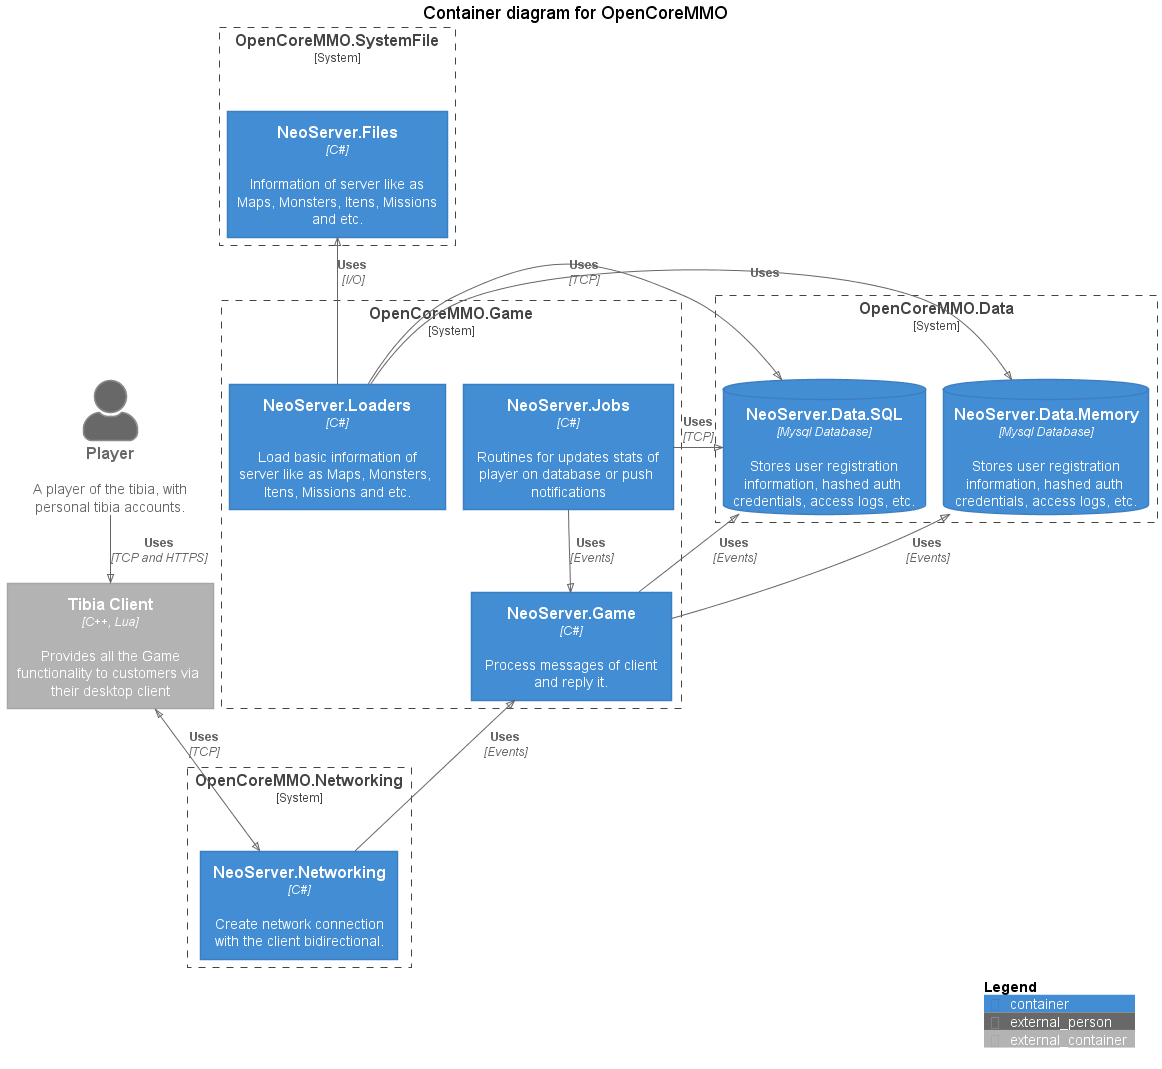 Container diagram for OpenCoreMMO
OpenCoreMMO.SystemFile
[System]
NeoServer.Files
[C#]
Information of server like as
Maps, Monsters, Itens, Missions
and etc.
Uses
[I/O]
Uses
[TCP]
Uses
OpenCoreMMO.Game
[System]
OpenCoreMMO.Data
[System]
NeoServer.Loaders
[C#]
Load basic information of
server like as Maps, Monsters,
Itens, Missions and etc.
NeoServer.Jobs
[C#]
Routines for updates stats of
player on database or push
notifications
Uses
[TCP]
NeoServer.Data.SQL
[Mysql Database]
Stores user registration
information, hashed auth
credentials, access logs, etc.
NeoServer.Data.Memory
[Mysql Database]
Stores user registration
information, hashed auth
credentials, access logs, etc.
Player
A player of the tibia, with
personal tibia accounts.
Uses
[TCP and HTTPS]
Uses
[Events]
Uses
[Events]
Uses
[Events]
Tibia Client
[C++, Lua]
Provides all the Game
functionality to customers via
their desktop client
NeoServer.Game
[C#]
Process messages of client
and reply it.
Uses
[TCP]
Uses
[Events]
OpenCoreMMO.Networking
[System]
NeoServer.Networking
[C#]
Create network connection
with the client bidirectional.
Legend
container
external_person
external_container